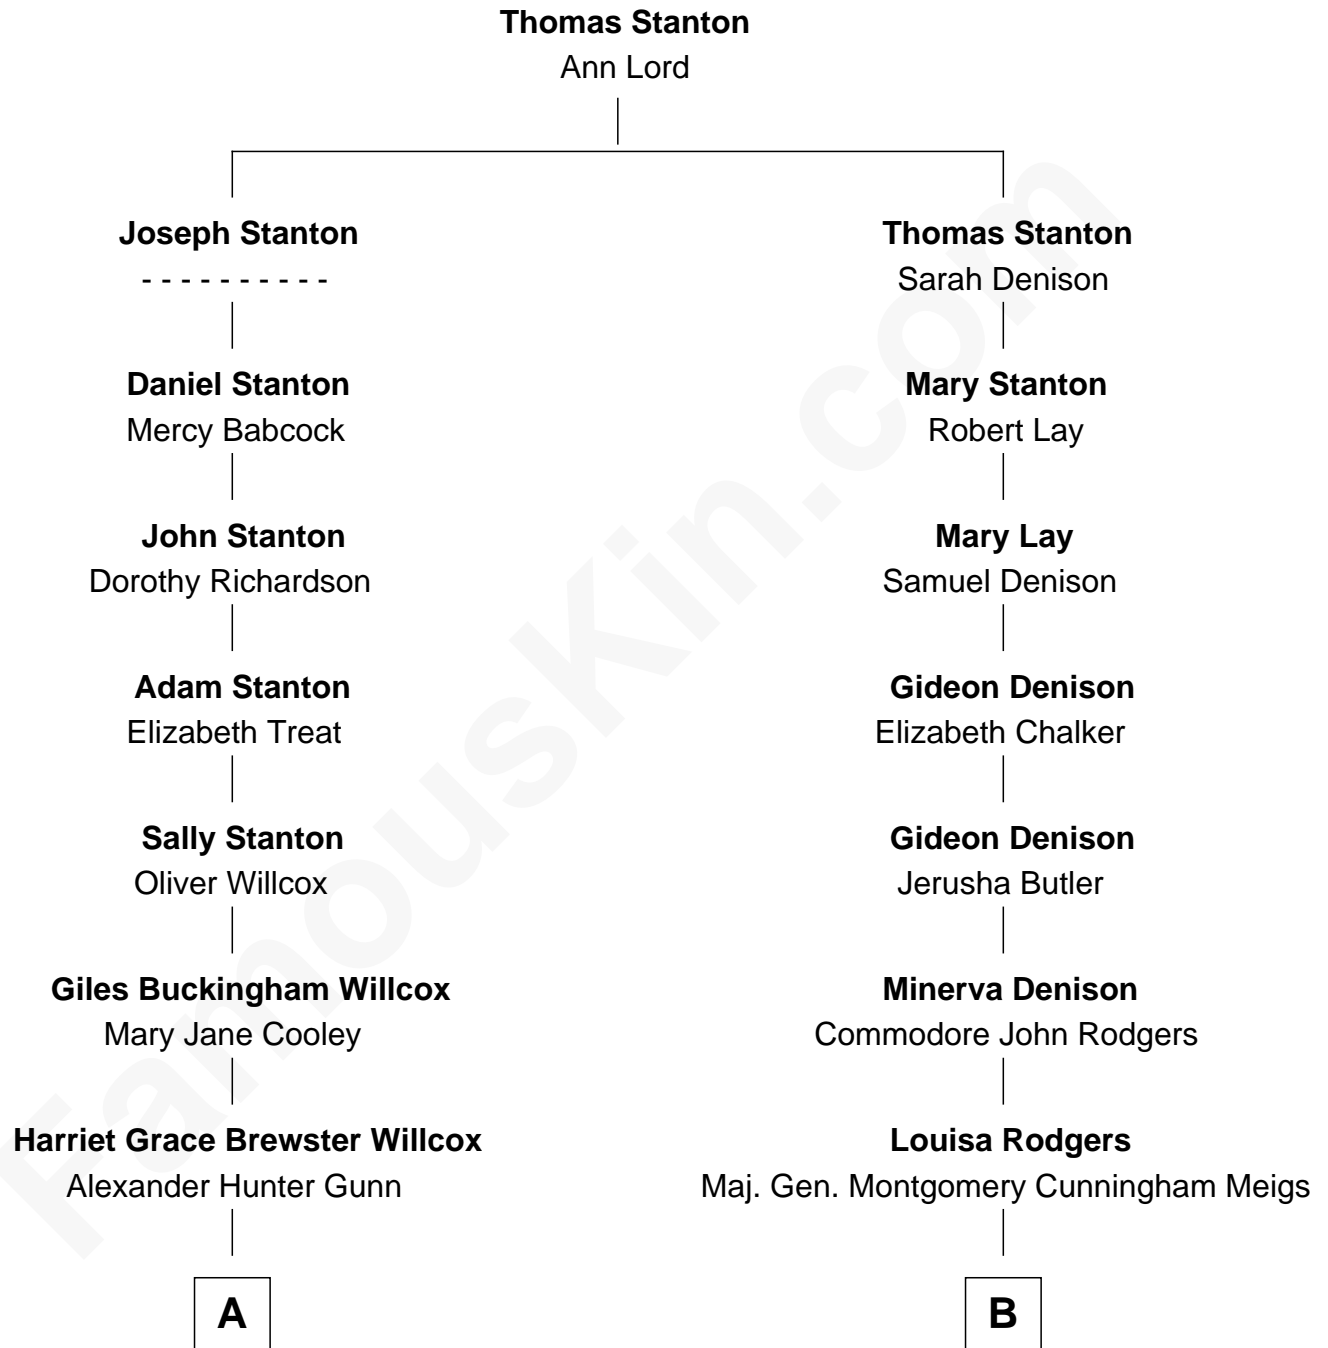 Thomas Stanton
Ann Lord
Joseph Stanton
- - - - - - - - - -
Thomas Stanton
Sarah Denison
Daniel Stanton
Mercy Babcock
Mary Stanton
Robert Lay
John Stanton
Dorothy Richardson
Mary Lay
Samuel Denison
Adam Stanton
Elizabeth Treat
Gideon Denison
Elizabeth Chalker
Sally Stanton
Oliver Willcox
Gideon Denison
Jerusha Butler
Giles Buckingham Willcox
Mary Jane Cooley
Minerva Denison
Commodore John Rodgers
Harriet Grace Brewster Willcox
Alexander Hunter Gunn
Louisa Rodgers
Maj. Gen. Montgomery Cunningham Meigs
A
B
FamousKin.com